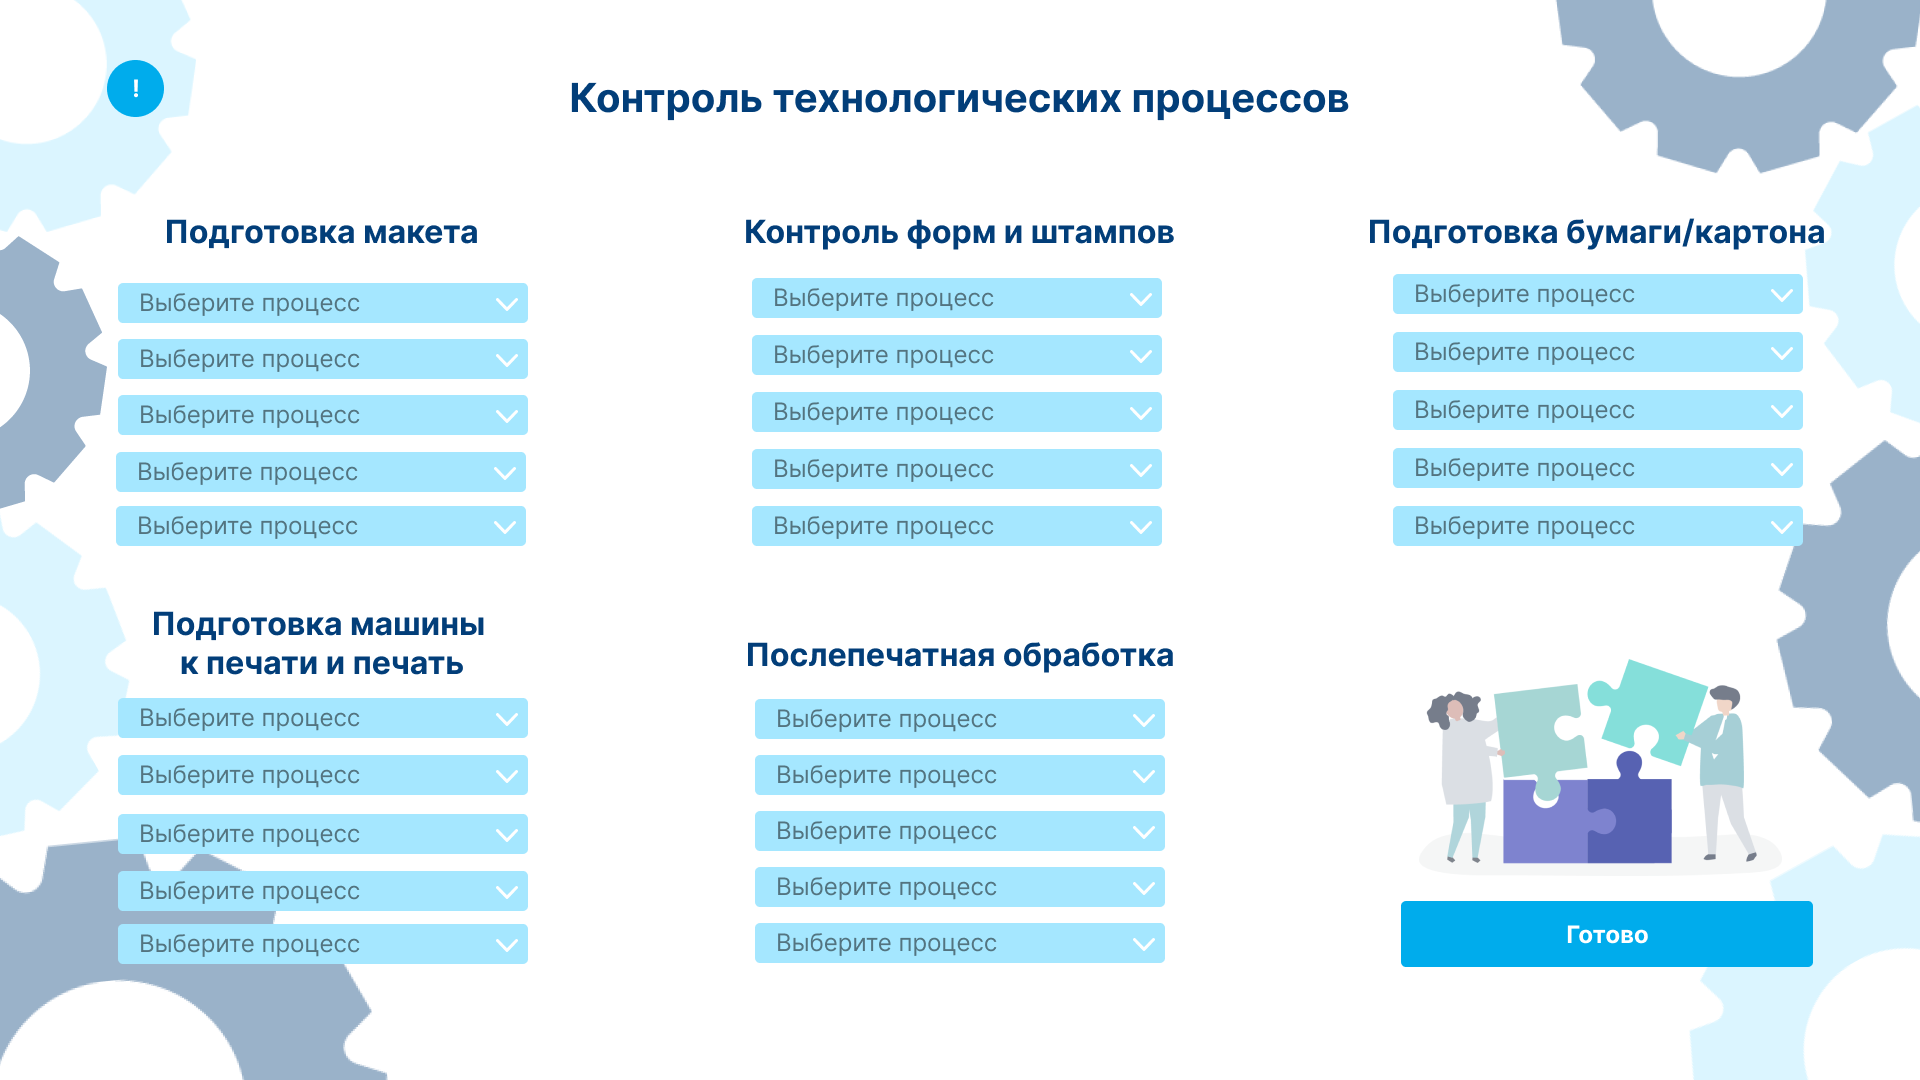 !
Контроль технологических процессов
Подготовка макета
Выберите процесс
Выберите процесс
Выберите процесс
Выберите процесс
Выберите процесс
Контроль форм и штампов
Выберите процесс
Выберите процесс
Выберите процесс
Выберите процесс
Выберите процесс
Подготовка бумаги/картона
Выберите процесс
Выберите процесс
Выберите процесс
Выберите процесс
Выберите процесс
Подготовка машины
к печати и печать
Выберите процесс
Выберите процесс
Выберите процесс
Выберите процесс
Выберите процесс
Послепечатная обработка
Выберите процесс
Выберите процесс
Выберите процесс
Выберите процесс
Выберите процесс
Готово